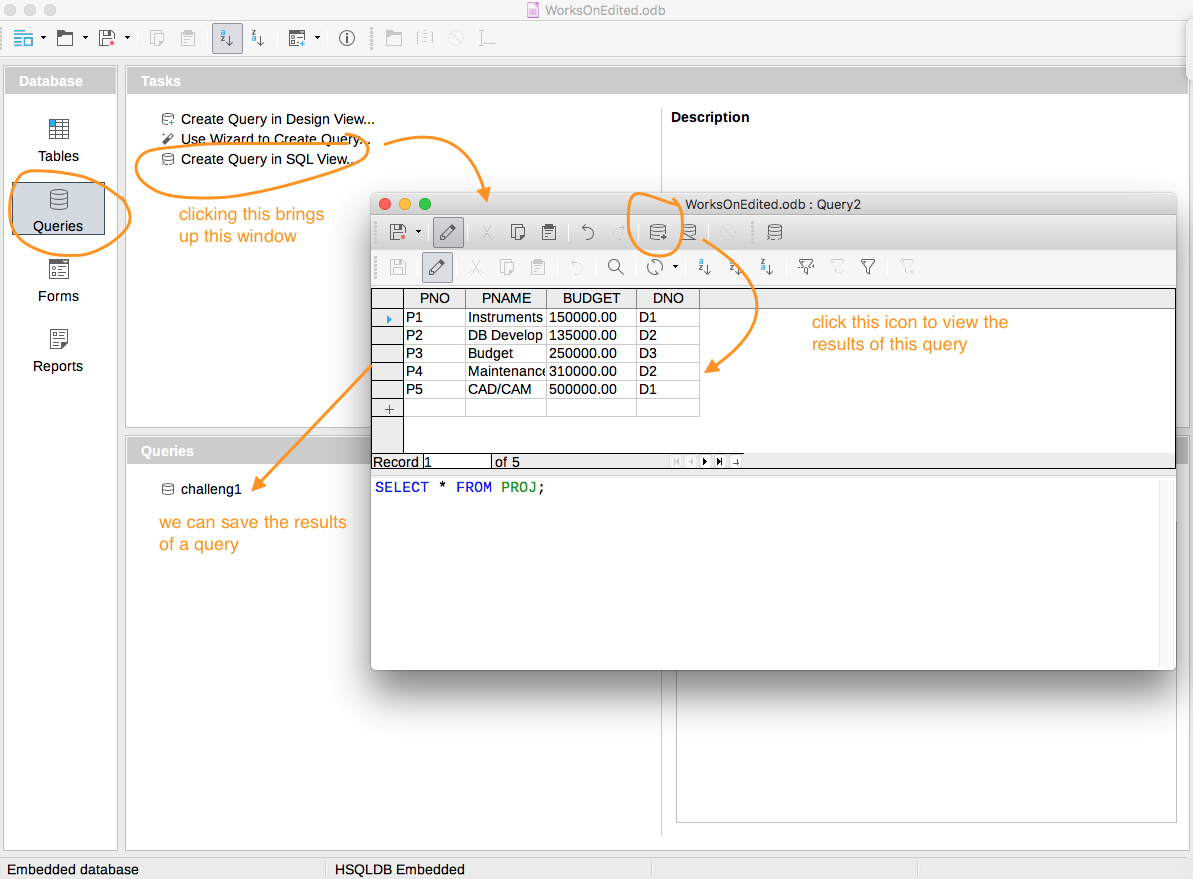 WorksOnEdited.odb
Database
Tasks
Create Query in Design View...
Use Wizard to Create Query...
Create Query in SQL View...
Description
Tables
Queries
Forms
Reports
clicking this brings
up this window
WorksOnEdited.odb : Query2
PNO PNAME BUDGET DNO
P1 Instruments 150000.00 D1
P2 DB Develop 135000.00 D2
P3 Budget 250000.00 D3
P4 Maintenance 310000.00 D2
P5 CAD/CAM 500000.00 D1
click this icon to view the
results of this query
Record 1 of 5
SELECT * FROM PROJ;
Queries
challeng1
we can save the results
of a query
Embedded database HSQLDB Embedded